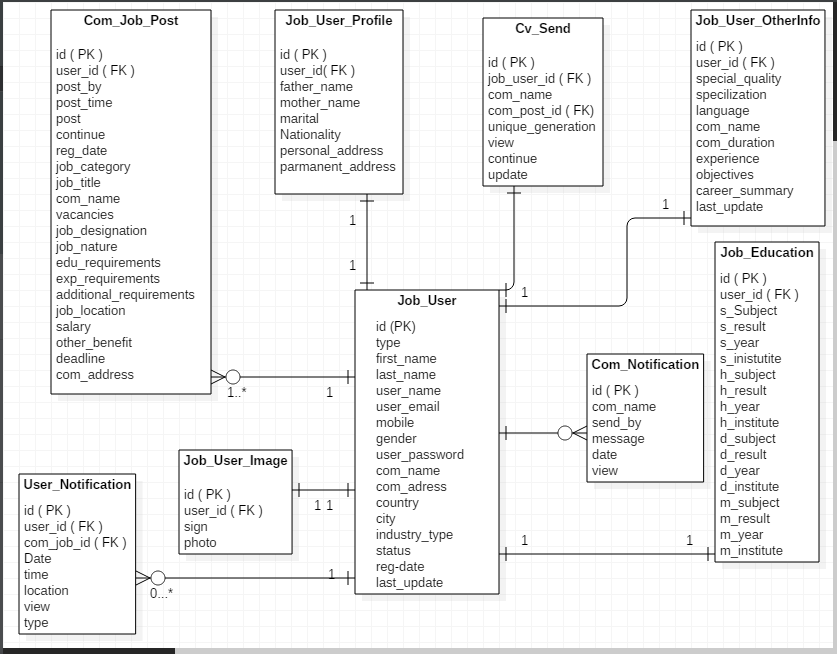 Com_Job_Post
id ( PK )
user_id ( FK )
post_by
post_time
post
continue
reg_date
job_category
job_title
com_name
vacancies
job_designation
job_nature
edu_requirements
exp_requirements
additional_requirements
job_location
salary
other_benefit
deadline
com_address
Job_User_Profile
id ( PK )
user_id( FK )
father_name
mother_name
marital
Nationality
personal_address
parmanent_address
Cv_Send
id ( PK )
job_user_id ( FK )
com_name
com_post_id ( FK)
unique_generation
view
continue
update
Job_User_OtherInfo
id ( PK )
user_id ( FK )
special_quality
specilization
language
com_name
com_duration
experience
objectives
career_summary
last_update
1
1
1
1
Job_User
id (PK)
type
first_name
last_name
user_name
user_email
mobile
gender
user_password
com_name
com_adress
country
city
industry_type
status
reg-date
last_update
Job_Education
id ( PK )
user_id ( FK )
s_Subject
s_result
s_year
s_inistutite
h_subject
h_result
h_year
h_institute
d_subject
d_result
d_year
d_institute
m_subject
m_result
m_year
m_institute
Com_Notification
id ( PK )
com_name
send_by
message
date
view
1..*
1
Job_User_Image
id ( PK )
user_id ( FK )
sign
photo
1 1
User_Notification
id ( PK )
user_id ( FK )
com_job_id ( FK )
Date
time
location
view
type
0...*
1
1
1